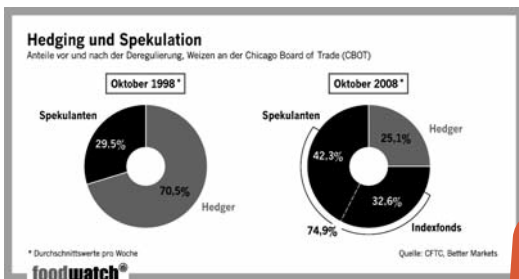 Hedging und Spekulation
Anteile vor und nach der Deregulierung, Weizen an der Chicago Board of Trade (CBOT)
Oktober 1998*
Spekulanten
29.5%
70,5%
Hedger
Oktober 2008*
Spekulanten
25,1%
Hedger
42.3%
32.6%
74,9%
Indexfonds
* Durchschnittswerte pro Woche
Quelle: CFTC, Better Markets
foodwatch®